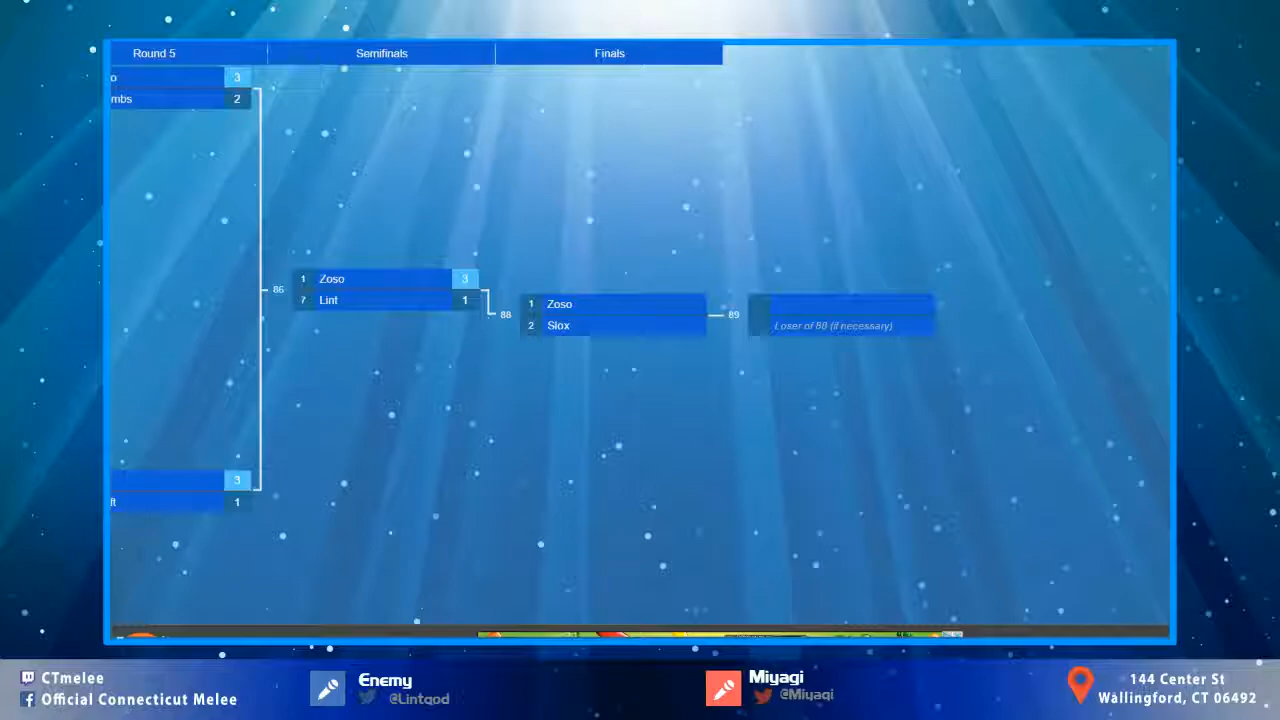 Round 5
Semifinals
Finals
o 3
mbs 2
86
1 Zoso 3
7 Lint 1
88
1 Zoso
2 Slox
89
Loser of 88 (if necessary)
3
ft 1
CTmelee
Official Connecticut Melee
Enemy
@Lintgod
Miyagi
@Miyagi
144 Center St
Wallingford, CT 06492